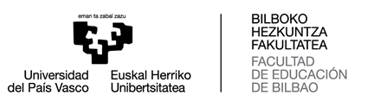 eman ta zabal zazu
Universidad
del País Vasco
Euskal Herriko
Unibertsitatea
BILBOKO
HEZKUNTZA
FAKULTATEA
FACULTAD
DE EDUCACIÓN
DE BILBAO